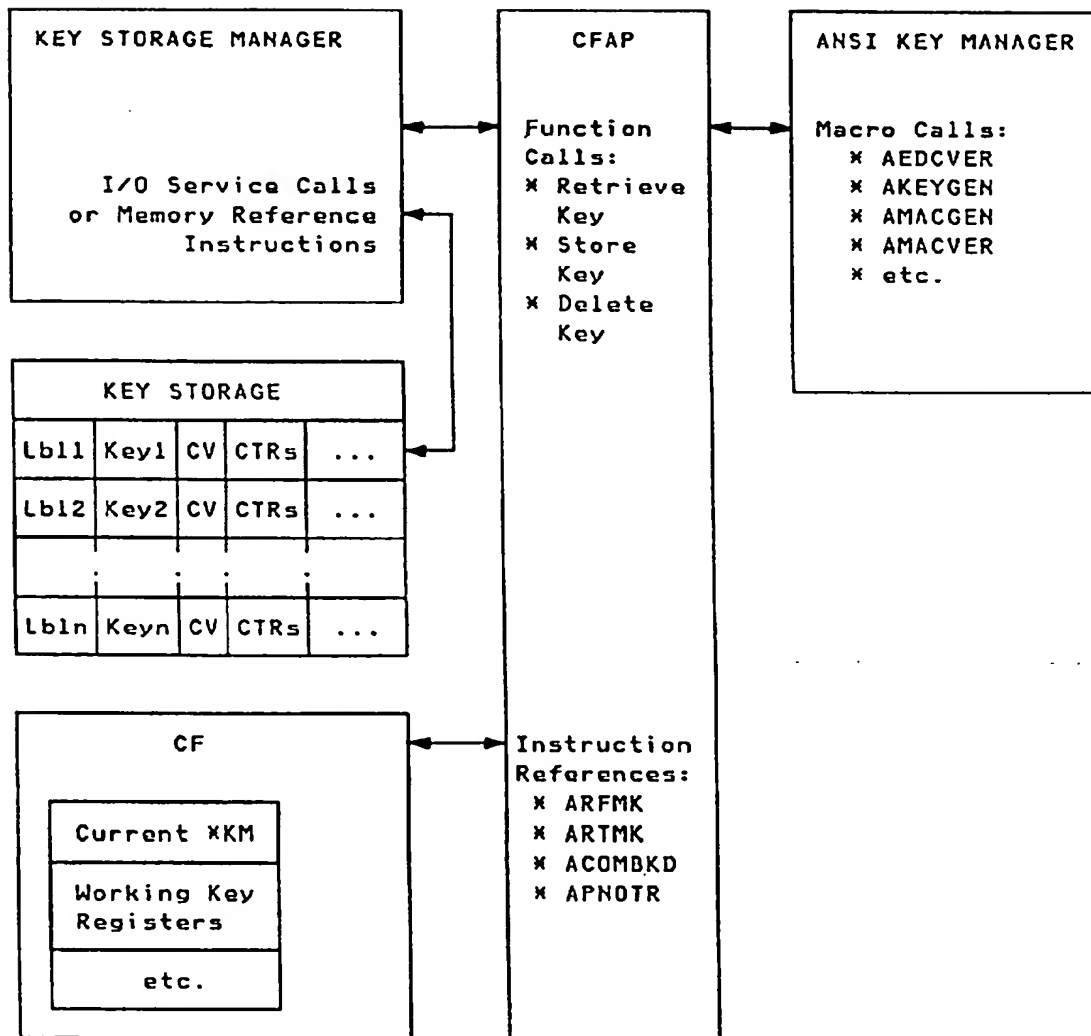 KEY STORAGE MANAGER
I/O Service Calls
or Memory Reference
Instructions
KEY STORAGE
Lbl1 Key1 CV CTRs ...
Lbl2 Key2 CV CTRs ...
. . . .
Lbln Keyn CV CTRs ...
CF
Current *KM
Working Key
Registers
etc.
CFAP
Function
Calls:
* Retrieve
Key
* Store
Key
* Delete
Key
Instruction
References:
* ARFMK
* ARTMK
* ACOMBKD
* APNOTR
ANSI KEY MANAGER
Macro Calls:
* AEDCVER
* AKEYGEN
* AMACGEN
* AMACVER
* etc.